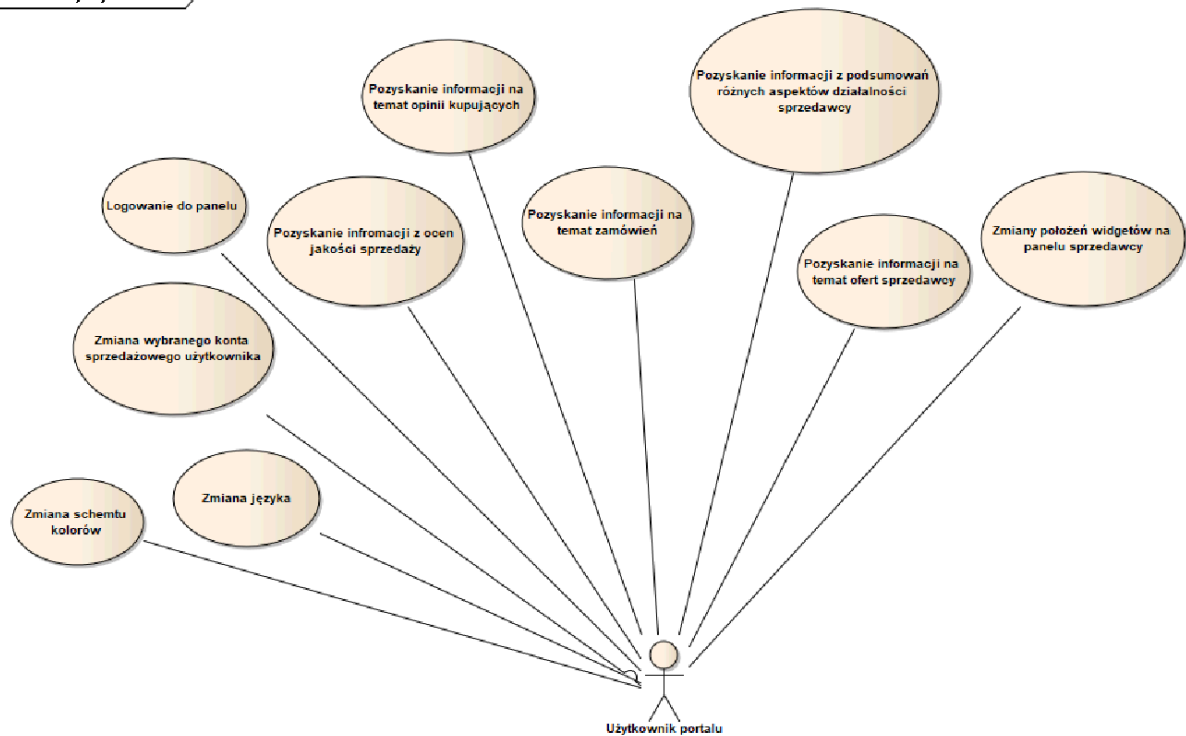 Pozyskanie informacji na
temat opinii kupujących
Pozyskanie informacji z podsumowań
różnych aspektów działalności
sprzedawcy
Logowanie do panelu
Pozyskanie infromacji z ocen
jakości sprzedaży
Pozyskanie informacji na
temat zamówień
Pozyskanie informacji na
temat ofert sprzedawcy
Zmiany położeń widgetów na
panelu sprzedawcy
Zmiana wybranego konta
sprzedażowego użytkownika
Zmiana języka
Zmiana schemtu
kolorów
Użytkownik portalu